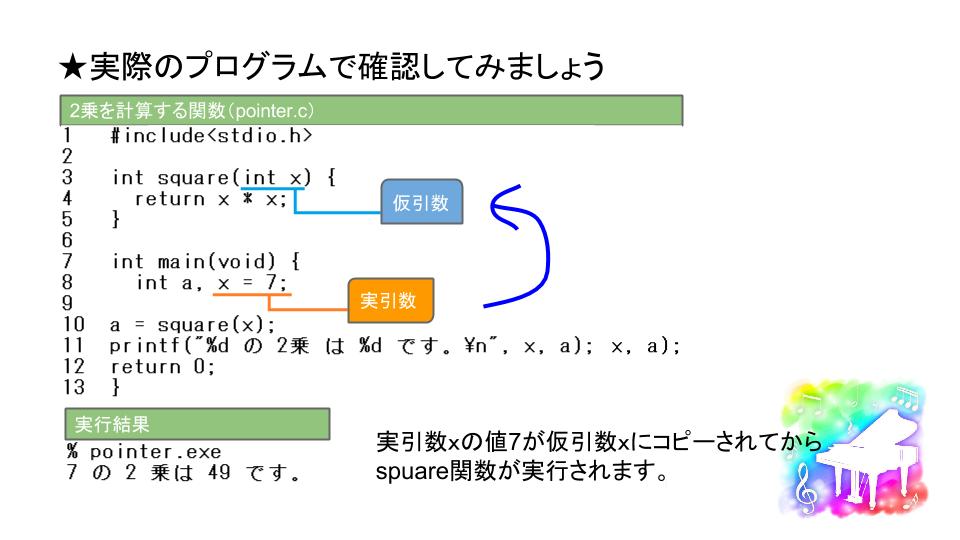 ★実際のプログラムで確認してみましょう
2乗を計算する関数（pointer.c）
1 #include<stdio.h>
2
3 int square(int x) {
4 return x * x;
5 }
6
7 int main(void) {
8 int a, x = 7;
9
10 a = square(x);
11 printf("%d の 2乗 は %d です。¥n", x, a); x, a);
12 return 0;
13 }
仮引数
実引数
実行結果
% pointer.exe
7 の 2 乗は 49 です。
実引数xの値7が仮引数xにコピーされてから
spuare関数が実行されます。